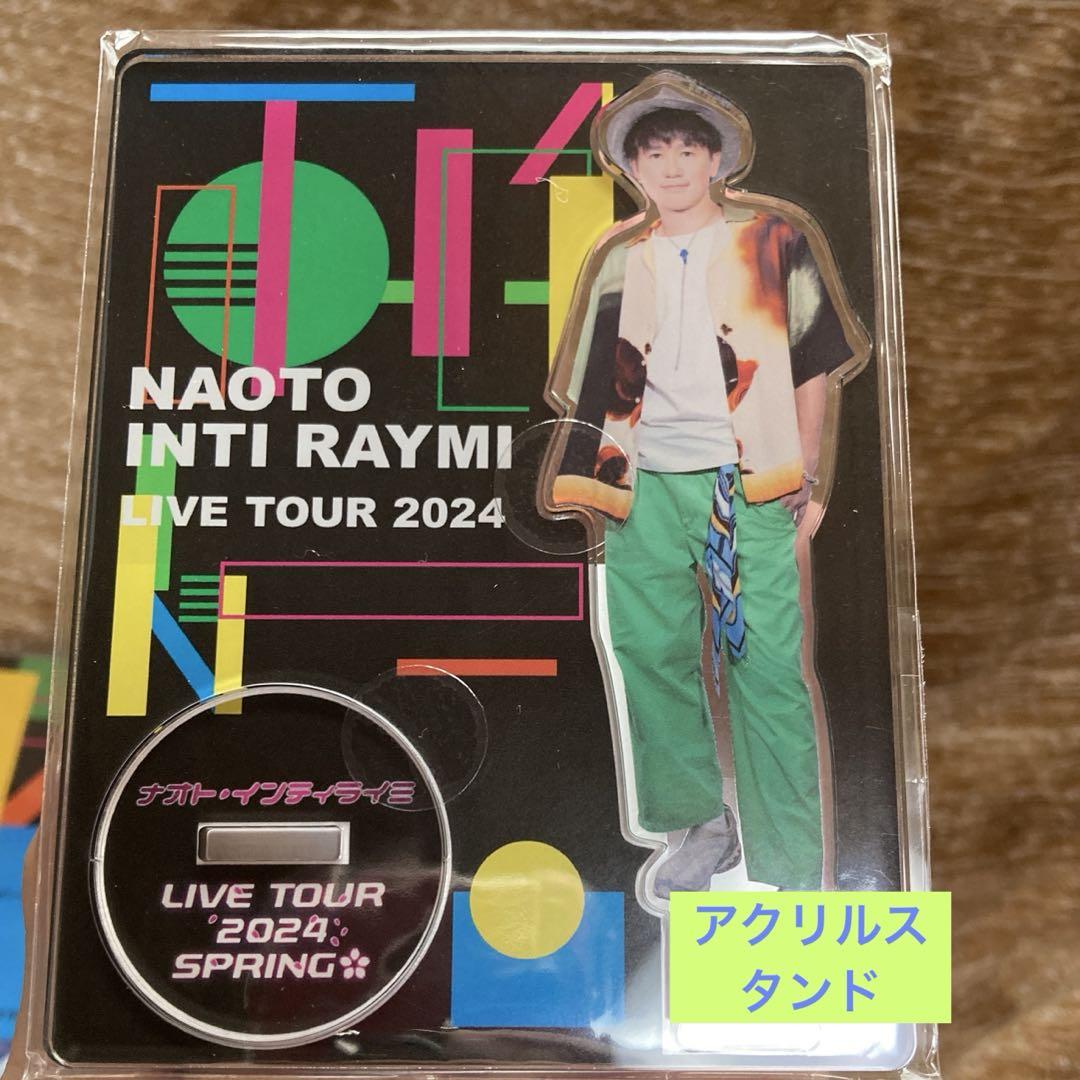 NAOTO
INTI RAYMI
LIVE TOUR 2024
ナオト・インティライミ
LIVE TOUR
2024
SPRING
アクリルス
タンド